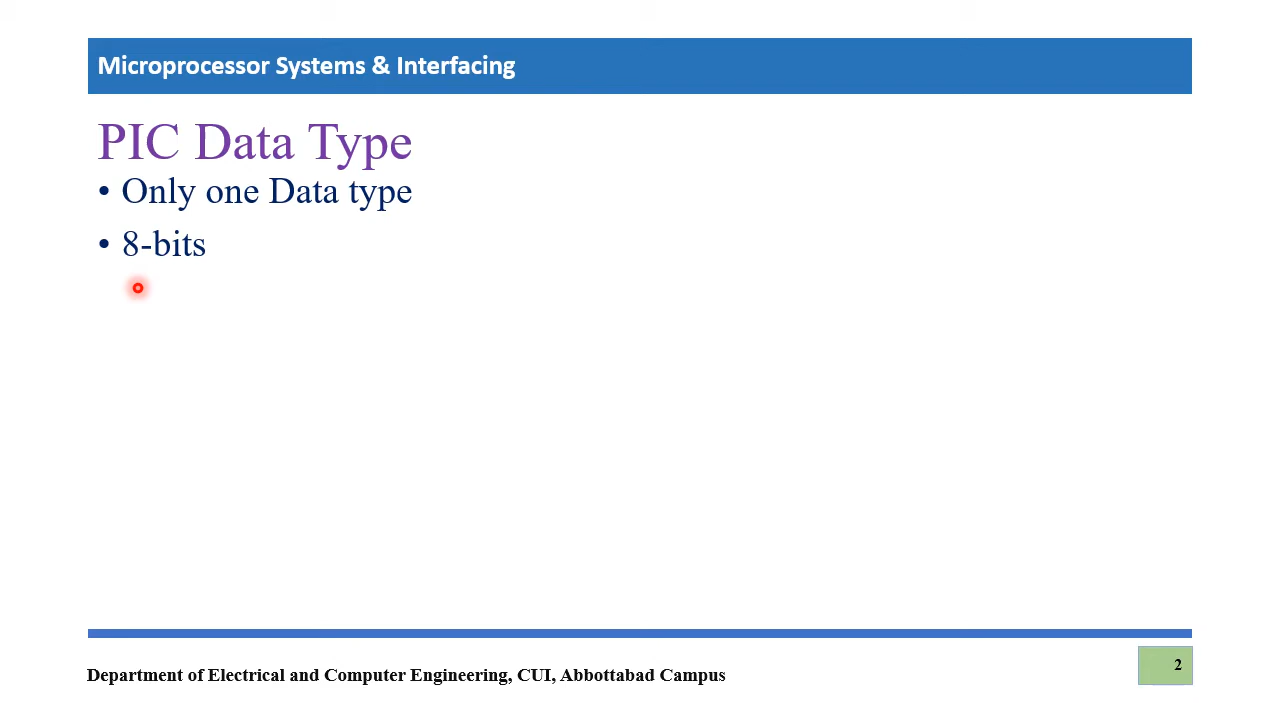 Microprocessor Systems & Interfacing
PIC Data Type
• Only one Data type
• 8-bits
Department of Electrical and Computer Engineering, CUI, Abbottabad Campus
2